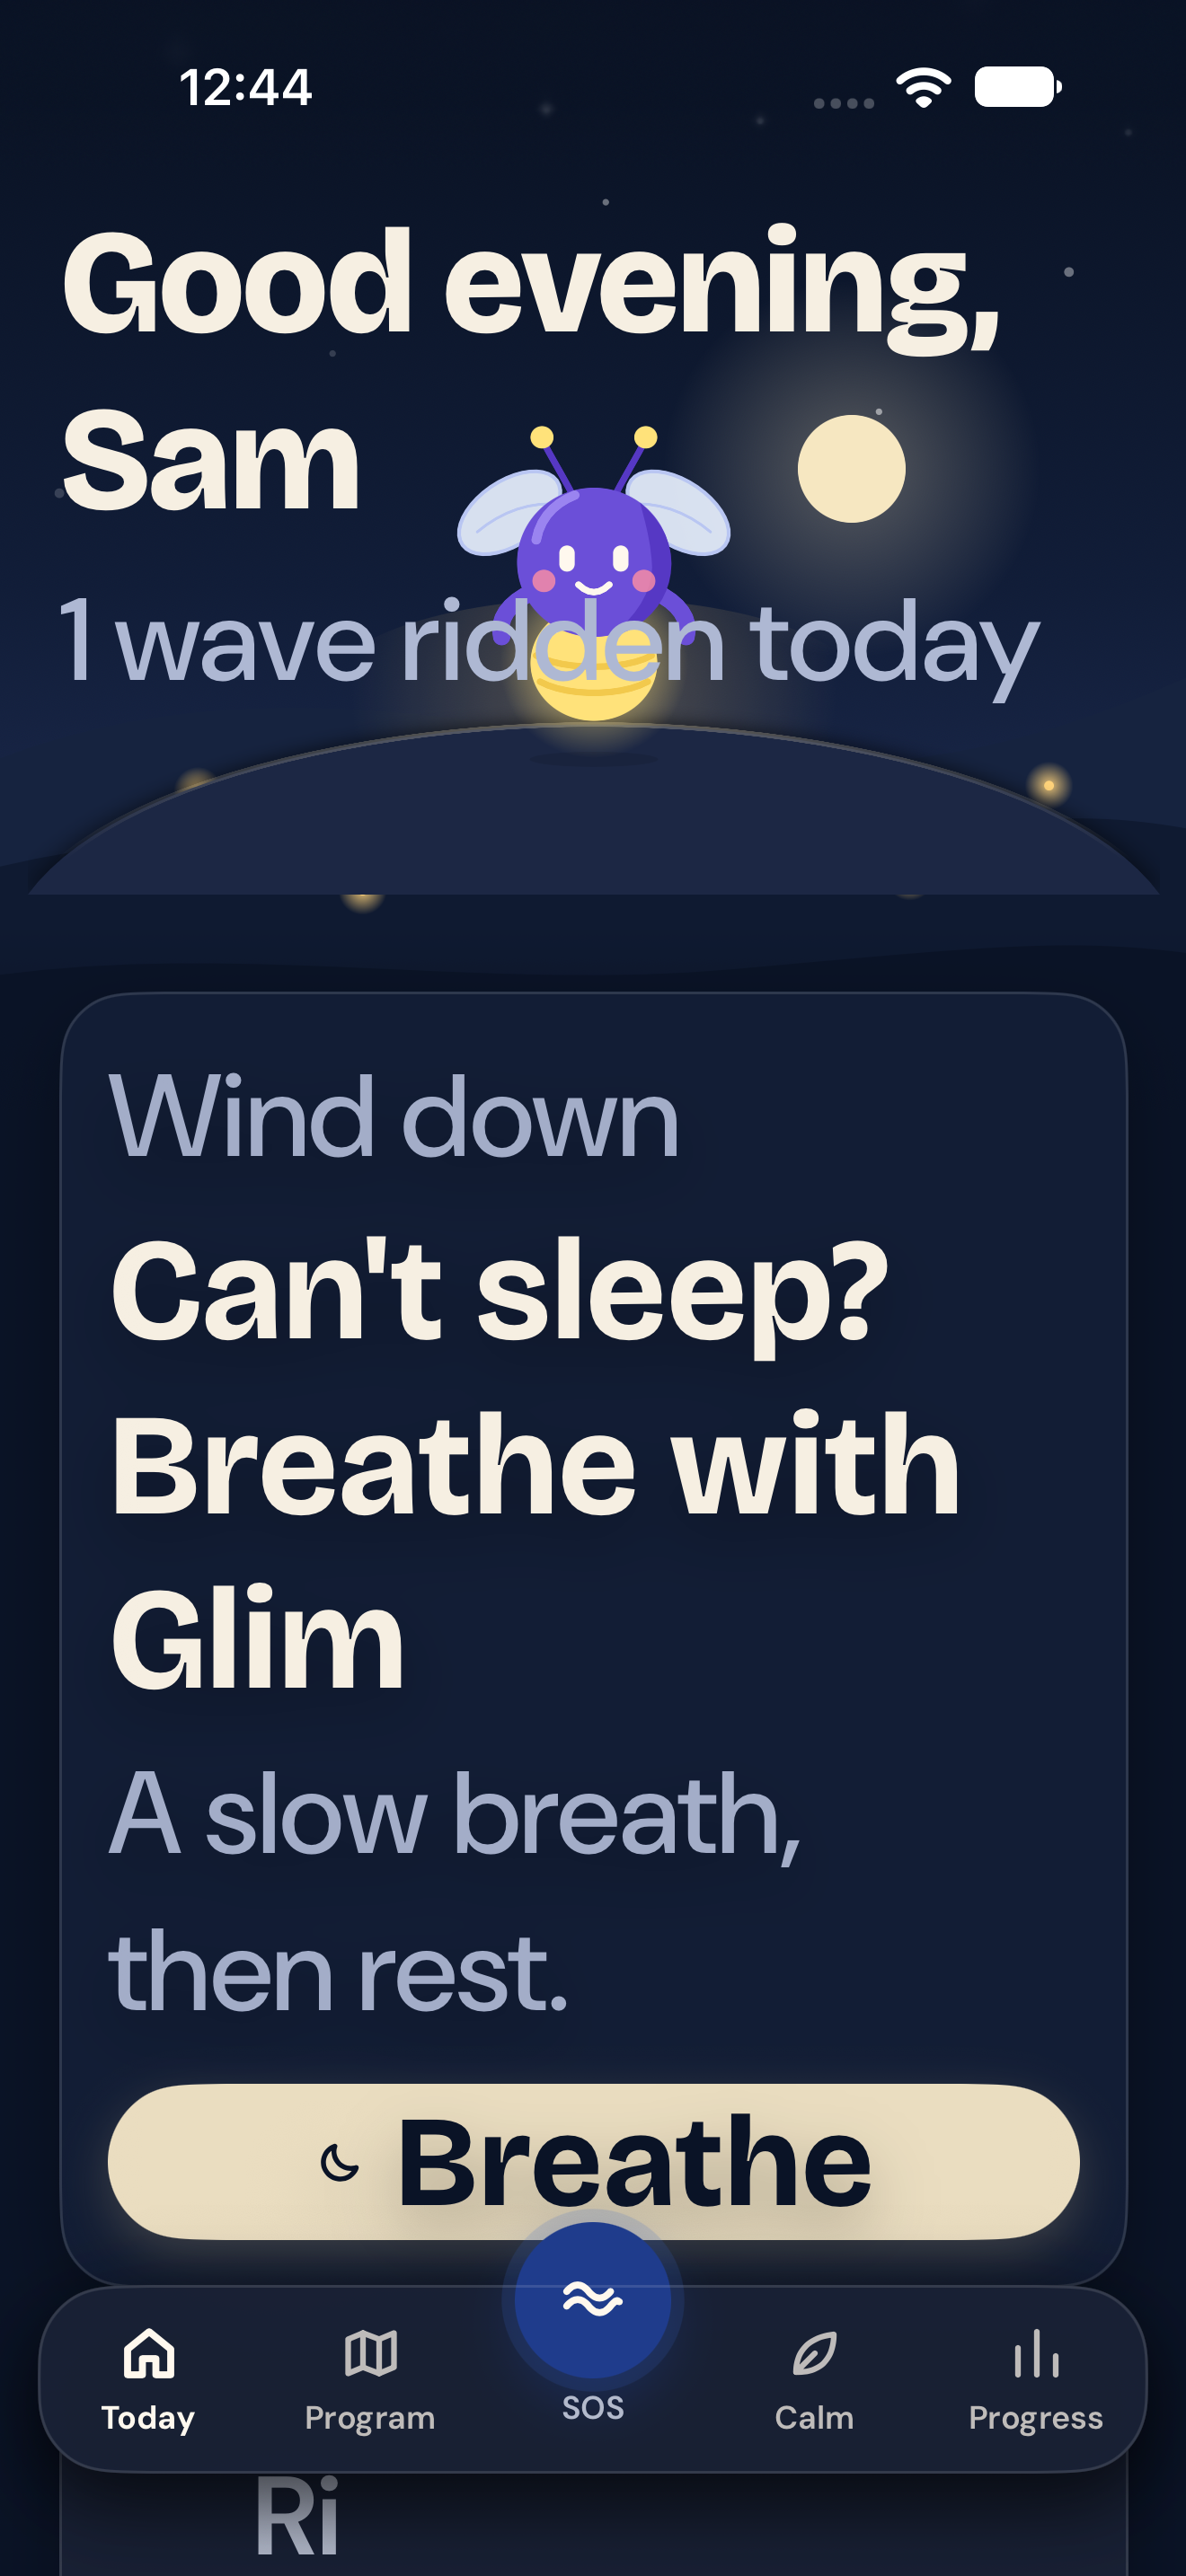 12:44
Good evening,
Sam
1 wave ridden today
Wind down
Can't sleep?
Breathe with
Glim
A slow breath,
then rest.
Breathe
Today
Program
SOS
Calm
Progress
Ri